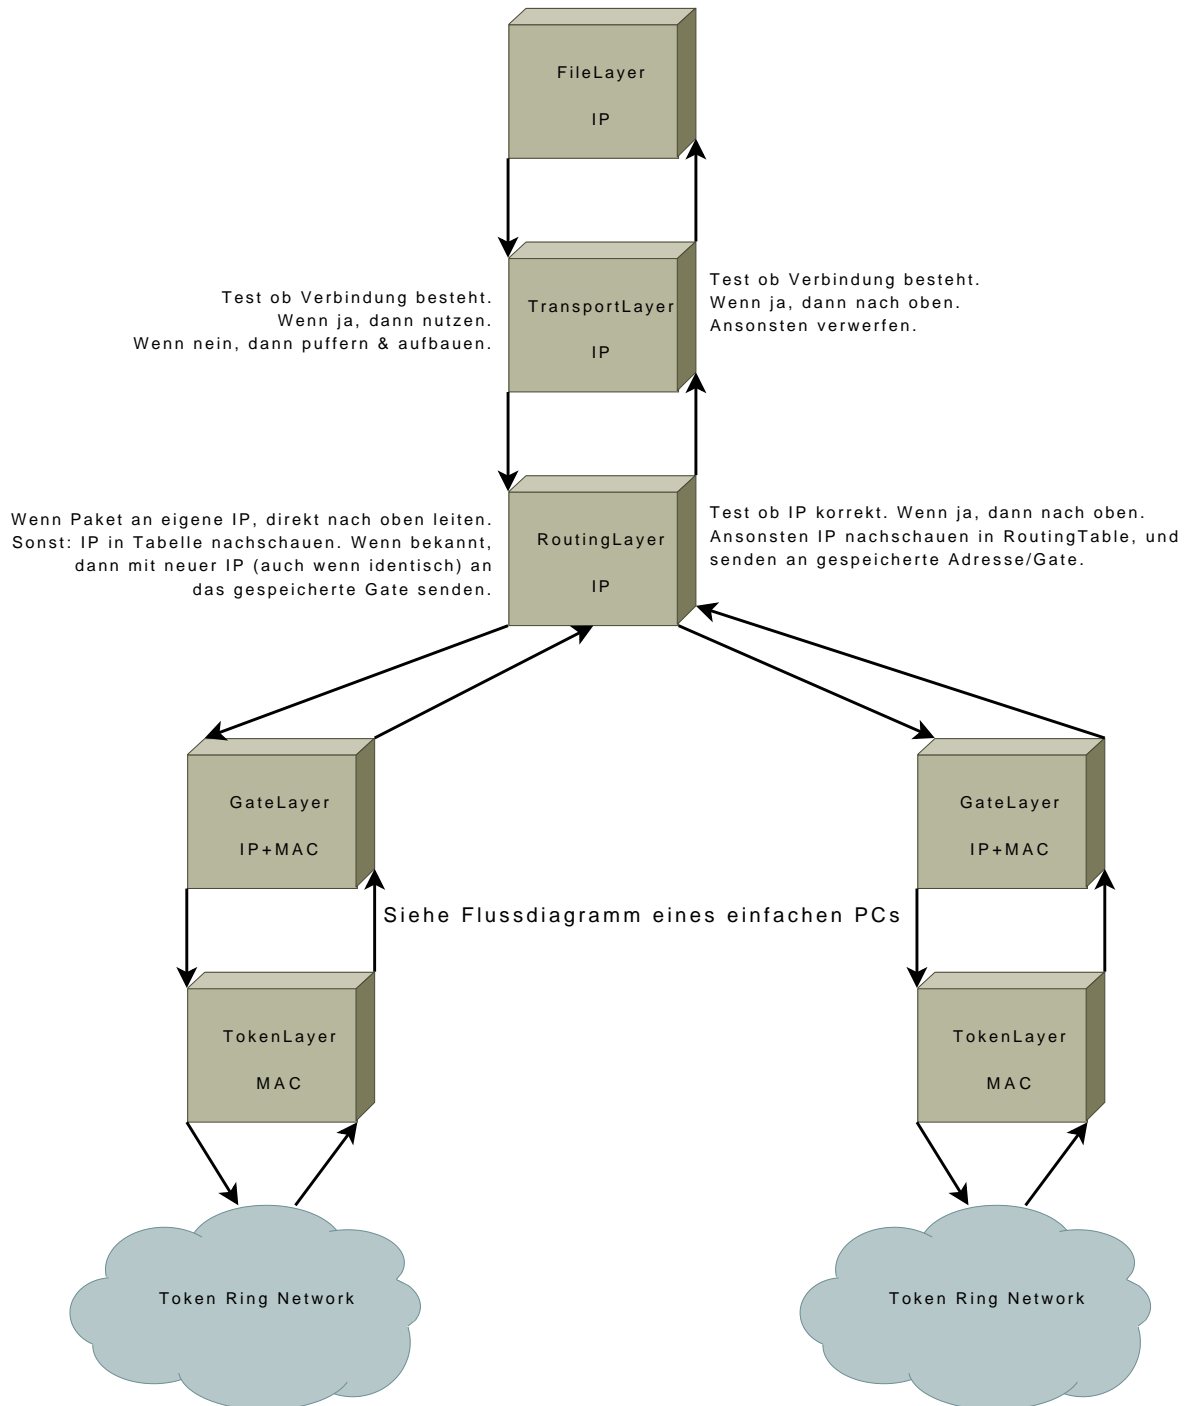 FileLayer
IP
Test ob Verbindung besteht.
Wenn ja, dann nutzen.
Wenn nein, dann puffern & aufbauen.
TransportLayer
IP
Test ob Verbindung besteht.
Wenn ja, dann nach oben.
Ansonsten verwerfen.
Wenn Paket an eigene IP, direkt nach oben leiten.
Sonst: IP in Tabelle nachschauen. Wenn bekannt,
dann mit neuer IP (auch wenn identisch) an
das gespeicherte Gate senden.
RoutingLayer
IP
Test ob IP korrekt. Wenn ja, dann nach oben.
Ansonsten IP nachschauen in RoutingTable, und
senden an gespeicherte Adresse/Gate.
GateLayer
IP+MAC
GateLayer
IP+MAC
Siehe Flussdiagramm eines einfachen PCs
TokenLayer
MAC
TokenLayer
MAC
Token Ring Network
Token Ring Network